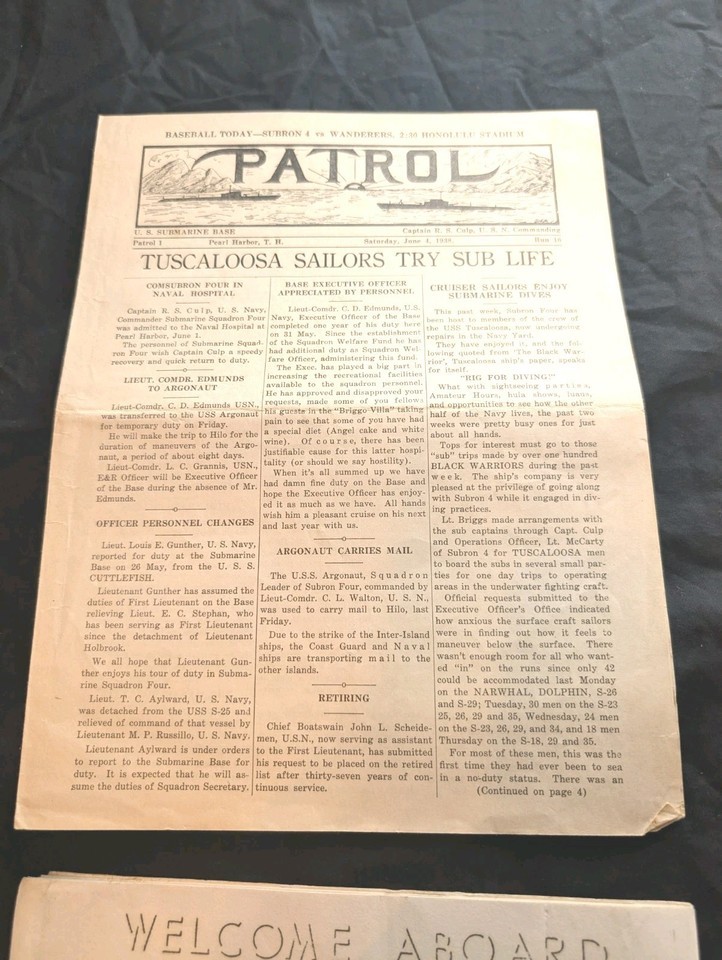 BASEBALL TODAY—SUBRON 4 vs WANDERERS, 2:30 HONOLULU STADIUM
PATROL
U. S. SUBMARINE BASE
Captain R. S. Culp, U. S. N. Commanding
Patrol 1
Pearl Harbor, T. H.
Saturday, June 3, 1939.
Run 16
TUSCALOOSA SAILORS TRY SUB LIFE
COMSUBRON FOUR IN
NAVAL HOSPITAL
Captain R. S. Culp, U. S. Navy,
Commander Submarine Squadron Four
was admitted to the Naval Hospital at
Pearl Harbor, June 1.
The personnel of Submarine Squad-
ron Four wish Captain Culp a speedy
recovery and quick return to duty.
LIEUT. COMDR. EDMUNDS
TO ARGONAUT
Lieut-Comdr. C. D. Edmunds USN.,
was transferred to the USS Argonaut
for temporary duty on Friday.
He will make the trip to Hilo for the
duration of maneuvers of the Argo-
naut, a period of about eight days.
Lieut-Comdr. L. C. Grannis, USN.,
E&R Officer will be Executive Officer
of the Base during the absence of Mr.
Edmunds.
OFFICER PERSONNEL CHANGES
Lieut. Louis E. Gunther, U. S. Navy,
reported for duty at the Submarine
Base on 26 May, from the U. S. S.
CUTTLEFISH.
Lieutenant Gunther has assumed the
duties of First Lieutenant on the Base
relieving Lieut. E. C. Stephan, who
has been serving as First Lieutenant
since the detachment of Lieutenant
Holbrook.
We all hope that Lieutenant Gun-
ther enjoys his tour of duty in Subma-
rine Squadron Four.
Lieut. T. C. Aylward, U. S. Navy,
was detached from the USS S-25 and
relieved of command of that vessel by
Lieutenant M. P. Russillo, U. S. Navy.
Lieutenant Aylward is under orders
to report to the Submarine Base for
duty. It is expected that he will as-
sume the duties of Squadron Secretary.
BASE EXECUTIVE OFFICER
APPRECIATED BY PERSONNEL
Lieut-Comdr. C. D. Edmunds, U.S.
Navy, Executive Officer of the Base
completed one year of his duty here
on 31 May. Since the establishment
of the Squadron Welfare Fund he has
had additional duty as Squadron Wel-
fare Officer, administering this fund.
The Exec. has played a big part in
increasing the recreational facilities
available to the squadron personnel.
He has approved and disapproved your
requests, made some of you fellows
his guests in the "Briggo Villa" taking
pain to see that some of you have had
a special diet (Angel cake and white
wine). Of course, there has been
justifiable cause for this latter hospi-
tality (or should we say hostility).
When it's all summed up we have
had damn fine duty on the Base and
hope the Executive Officer has enjoy-
ed it as much as we have. All hands
wish him a pleasant cruise on his next
and last year with us.
ARGONAUT CARRIES MAIL
The U.S.S. Argonaut, Squadron
Leader of Subron Four, commanded by
Lieut-Comdr. C. L. Walton, U. S. N.,
was used to carry mail to Hilo, last
Friday.
Due to the strike of the Inter-Island
ships, the Coast Guard and Naval
ships are transporting mail to the
other islands.
RETIRING
Chief Boatswain John L. Scheide-
men, U.S.N., now serving as assistant
to the First Lieutenant, has submitted
his request to be placed on the retired
list after thirty-seven years of con-
tinuous service.
CRUISER SAILORS ENJOY
SUBMARINE DIVES
This past week, Subron Four has
been host to members of the crew of
the USS Tuscaloosa, now undergoing
repairs in the Navy Yard.
They have enjoyed it, and the fol-
lowing quoted from 'The Black War-
rior', Tuscaloosa ship's paper, speaks
for itself.
"RIG FOR DIVING!"
What with sightseeing parties,
Amateur Hours, hula shows, luaus,
and opportunities to see how the other
half of the Navy lives, the past two
weeks were pretty busy ones for just
about all hands.
Tops for interest must go to those
"sub" trips made by over one hundred
BLACK WARRIORS during the past
week. The ship's company is very
pleased at the privilege of going along
with Subron 4 while it engaged in div-
ing practices.
Lt. Briggs made arrangements with
the sub captains through Capt. Culp
and Operations Officer, Lt. McCarty
of Subron 4 for TUSCALOOSA men
to board the subs in several small par-
ties for one day trips to operating
areas in the underwater fighting craft.
Official requests submitted to the
Executive Officer's Office indicated
how anxious the surface craft sailors
were in finding out how it feels to
maneuver below the surface. There
wasn't enough room for all who want-
ed "in" on the runs since only 42
could be accommodated last Monday
on the NARWHAL, DOLPHIN, S-26
and S-29; Tuesday, 30 men on the S-23
25, 26, 29 and 35, Wednesday, 24 men
on the S-23, 26, 29, and 34, and 18 men
Thursday on the S-18, 29 and 35.
For most of these men, this was the
first time they had ever been to sea
in a no-duty status. There was an
(Continued on page 4)
WELCOME ABOARD